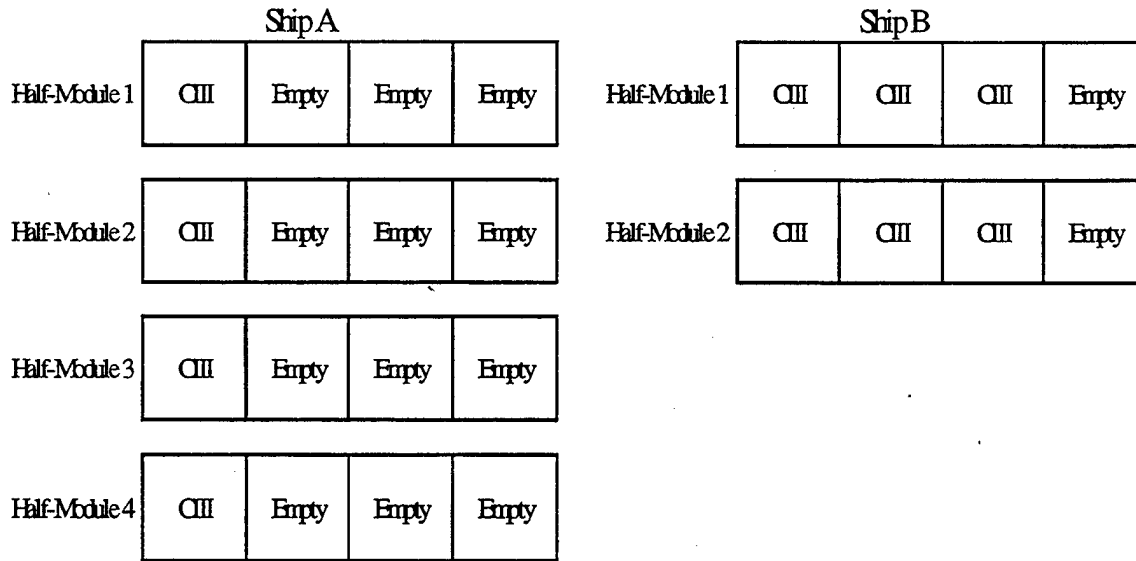 Ship A
Half-Module 1 CIII Empty Empty Empty
Half-Module 2 CIII Empty Empty Empty
Half-Module 3 CIII Empty Empty Empty
Half-Module 4 CIII Empty Empty Empty
Ship B
Half-Module 1 CIII CIII CIII Empty
Half-Module 2 CIII CIII CIII Empty